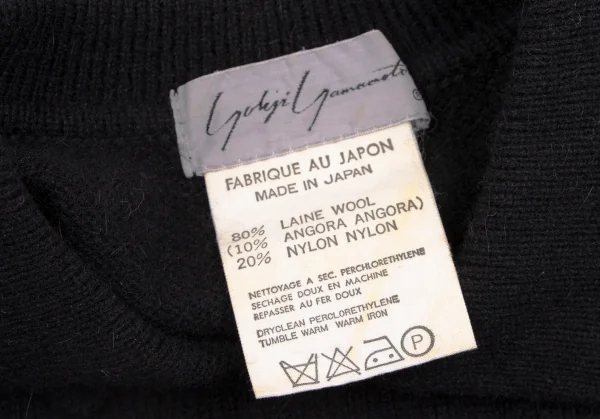 Yohji Yamamoto
®
FABRIQUE AU JAPON
MADE IN JAPAN
80% LAINE WOOL
(10% ANGORA ANGORA)
20% NYLON NYLON
NETTOYAGE A SEC. PERCHLORETHYLENE
SECHAGE DOUX EN MACHINE
REPASSER AU FER DOUX
DRYCLEAN PERCLORETHYLENE
TUMBLE WARM WARM IRON
P